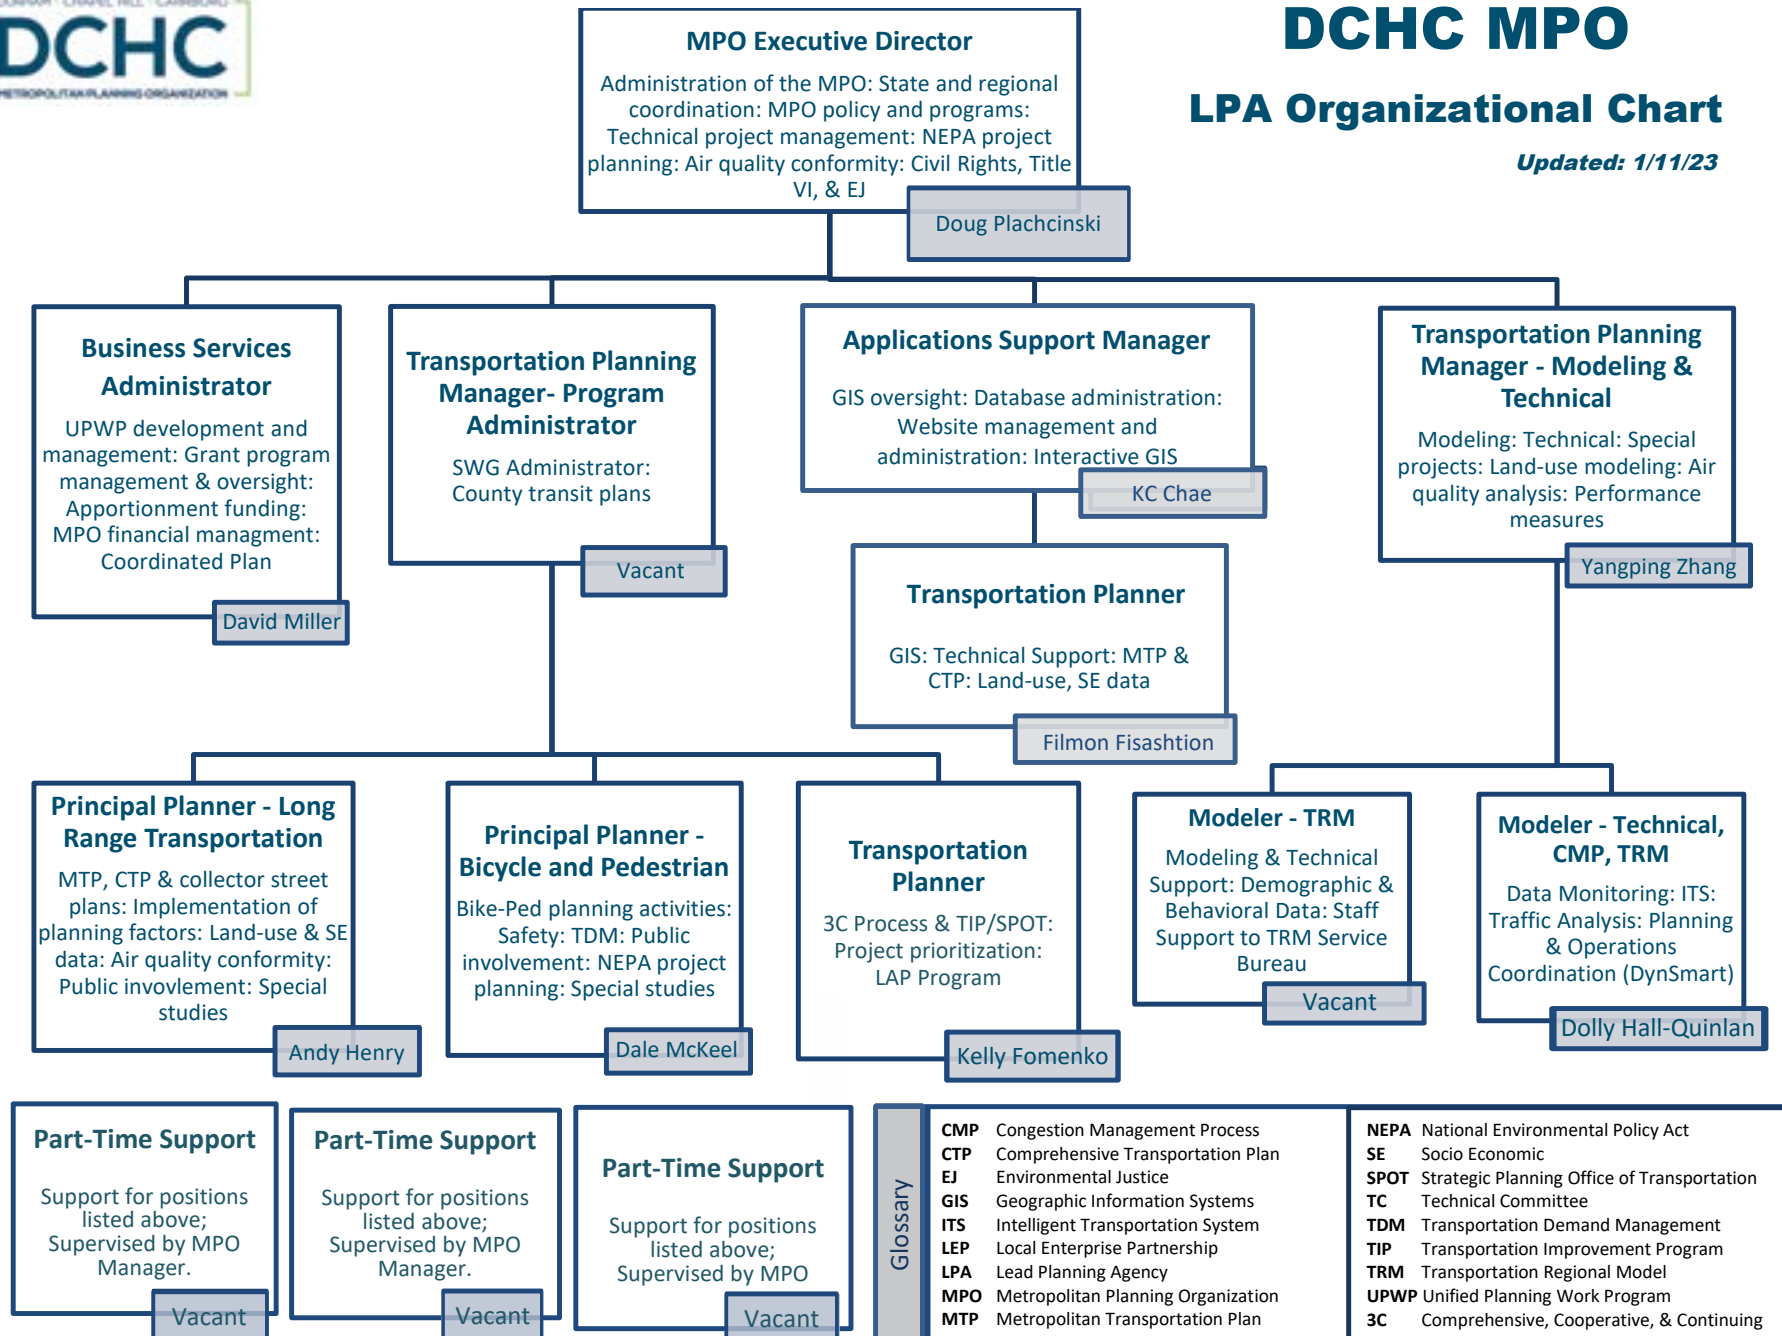 DURHAM · CHAPEL HILL · CARRBORO
DCHC
METROPOLITAN PLANNING ORGANIZATION
DCHC MPO
LPA Organizational Chart
Updated: 1/11/23
MPO Executive Director
Administration of the MPO: State and regional
coordination: MPO policy and programs:
Technical project management: NEPA project
planning: Air quality conformity: Civil Rights, Title
VI, & EJ
Doug Plachcinski
Business Services
Administrator
UPWP development and
management: Grant program
management & oversight:
Apportionment funding:
MPO financial managment:
Coordinated Plan
David Miller
Transportation Planning
Manager- Program
Administrator
SWG Administrator:
County transit plans
Vacant
Applications Support Manager
GIS oversight: Database administration:
Website management and
administration: Interactive GIS
KC Chae
Transportation Planning
Manager - Modeling &
Technical
Modeling: Technical: Special
projects: Land-use modeling: Air
quality analysis: Performance
measures
Yangping Zhang
Transportation Planner
GIS: Technical Support: MTP &
CTP: Land-use, SE data
Filmon Fisashtion
Principal Planner - Long
Range Transportation
MTP, CTP & collector street
plans: Implementation of
planning factors: Land-use & SE
data: Air quality conformity:
Public invovlement: Special
studies
Andy Henry
Principal Planner -
Bicycle and Pedestrian
Bike-Ped planning activities:
Safety: TDM: Public
involvement: NEPA project
planning: Special studies
Dale McKeel
Transportation
Planner
3C Process & TIP/SPOT:
Project prioritization:
LAP Program
Kelly Fomenko
Modeler - TRM
Modeling & Technical
Support: Demographic &
Behavioral Data: Staff
Support to TRM Service
Bureau
Vacant
Modeler - Technical,
CMP, TRM
Data Monitoring: ITS:
Traffic Analysis: Planning
& Operations
Coordination (DynSmart)
Dolly Hall-Quinlan
Part-Time Support
Support for positions
listed above;
Supervised by MPO
Manager.
Vacant
Part-Time Support
Support for positions
listed above;
Supervised by MPO
Manager.
Vacant
Part-Time Support
Support for positions
listed above;
Supervised by MPO
Vacant
Glossary
CMP Congestion Management Process
CTP Comprehensive Transportation Plan
EJ Environmental Justice
GIS Geographic Information Systems
ITS Intelligent Transportation System
LEP Local Enterprise Partnership
LPA Lead Planning Agency
MPO Metropolitan Planning Organization
MTP Metropolitan Transportation Plan
NEPA National Environmental Policy Act
SE Socio Economic
SPOT Strategic Planning Office of Transportation
TC Technical Committee
TDM Transportation Demand Management
TIP Transportation Improvement Program
TRM Transportation Regional Model
UPWP Unified Planning Work Program
3C Comprehensive, Cooperative, & Continuing